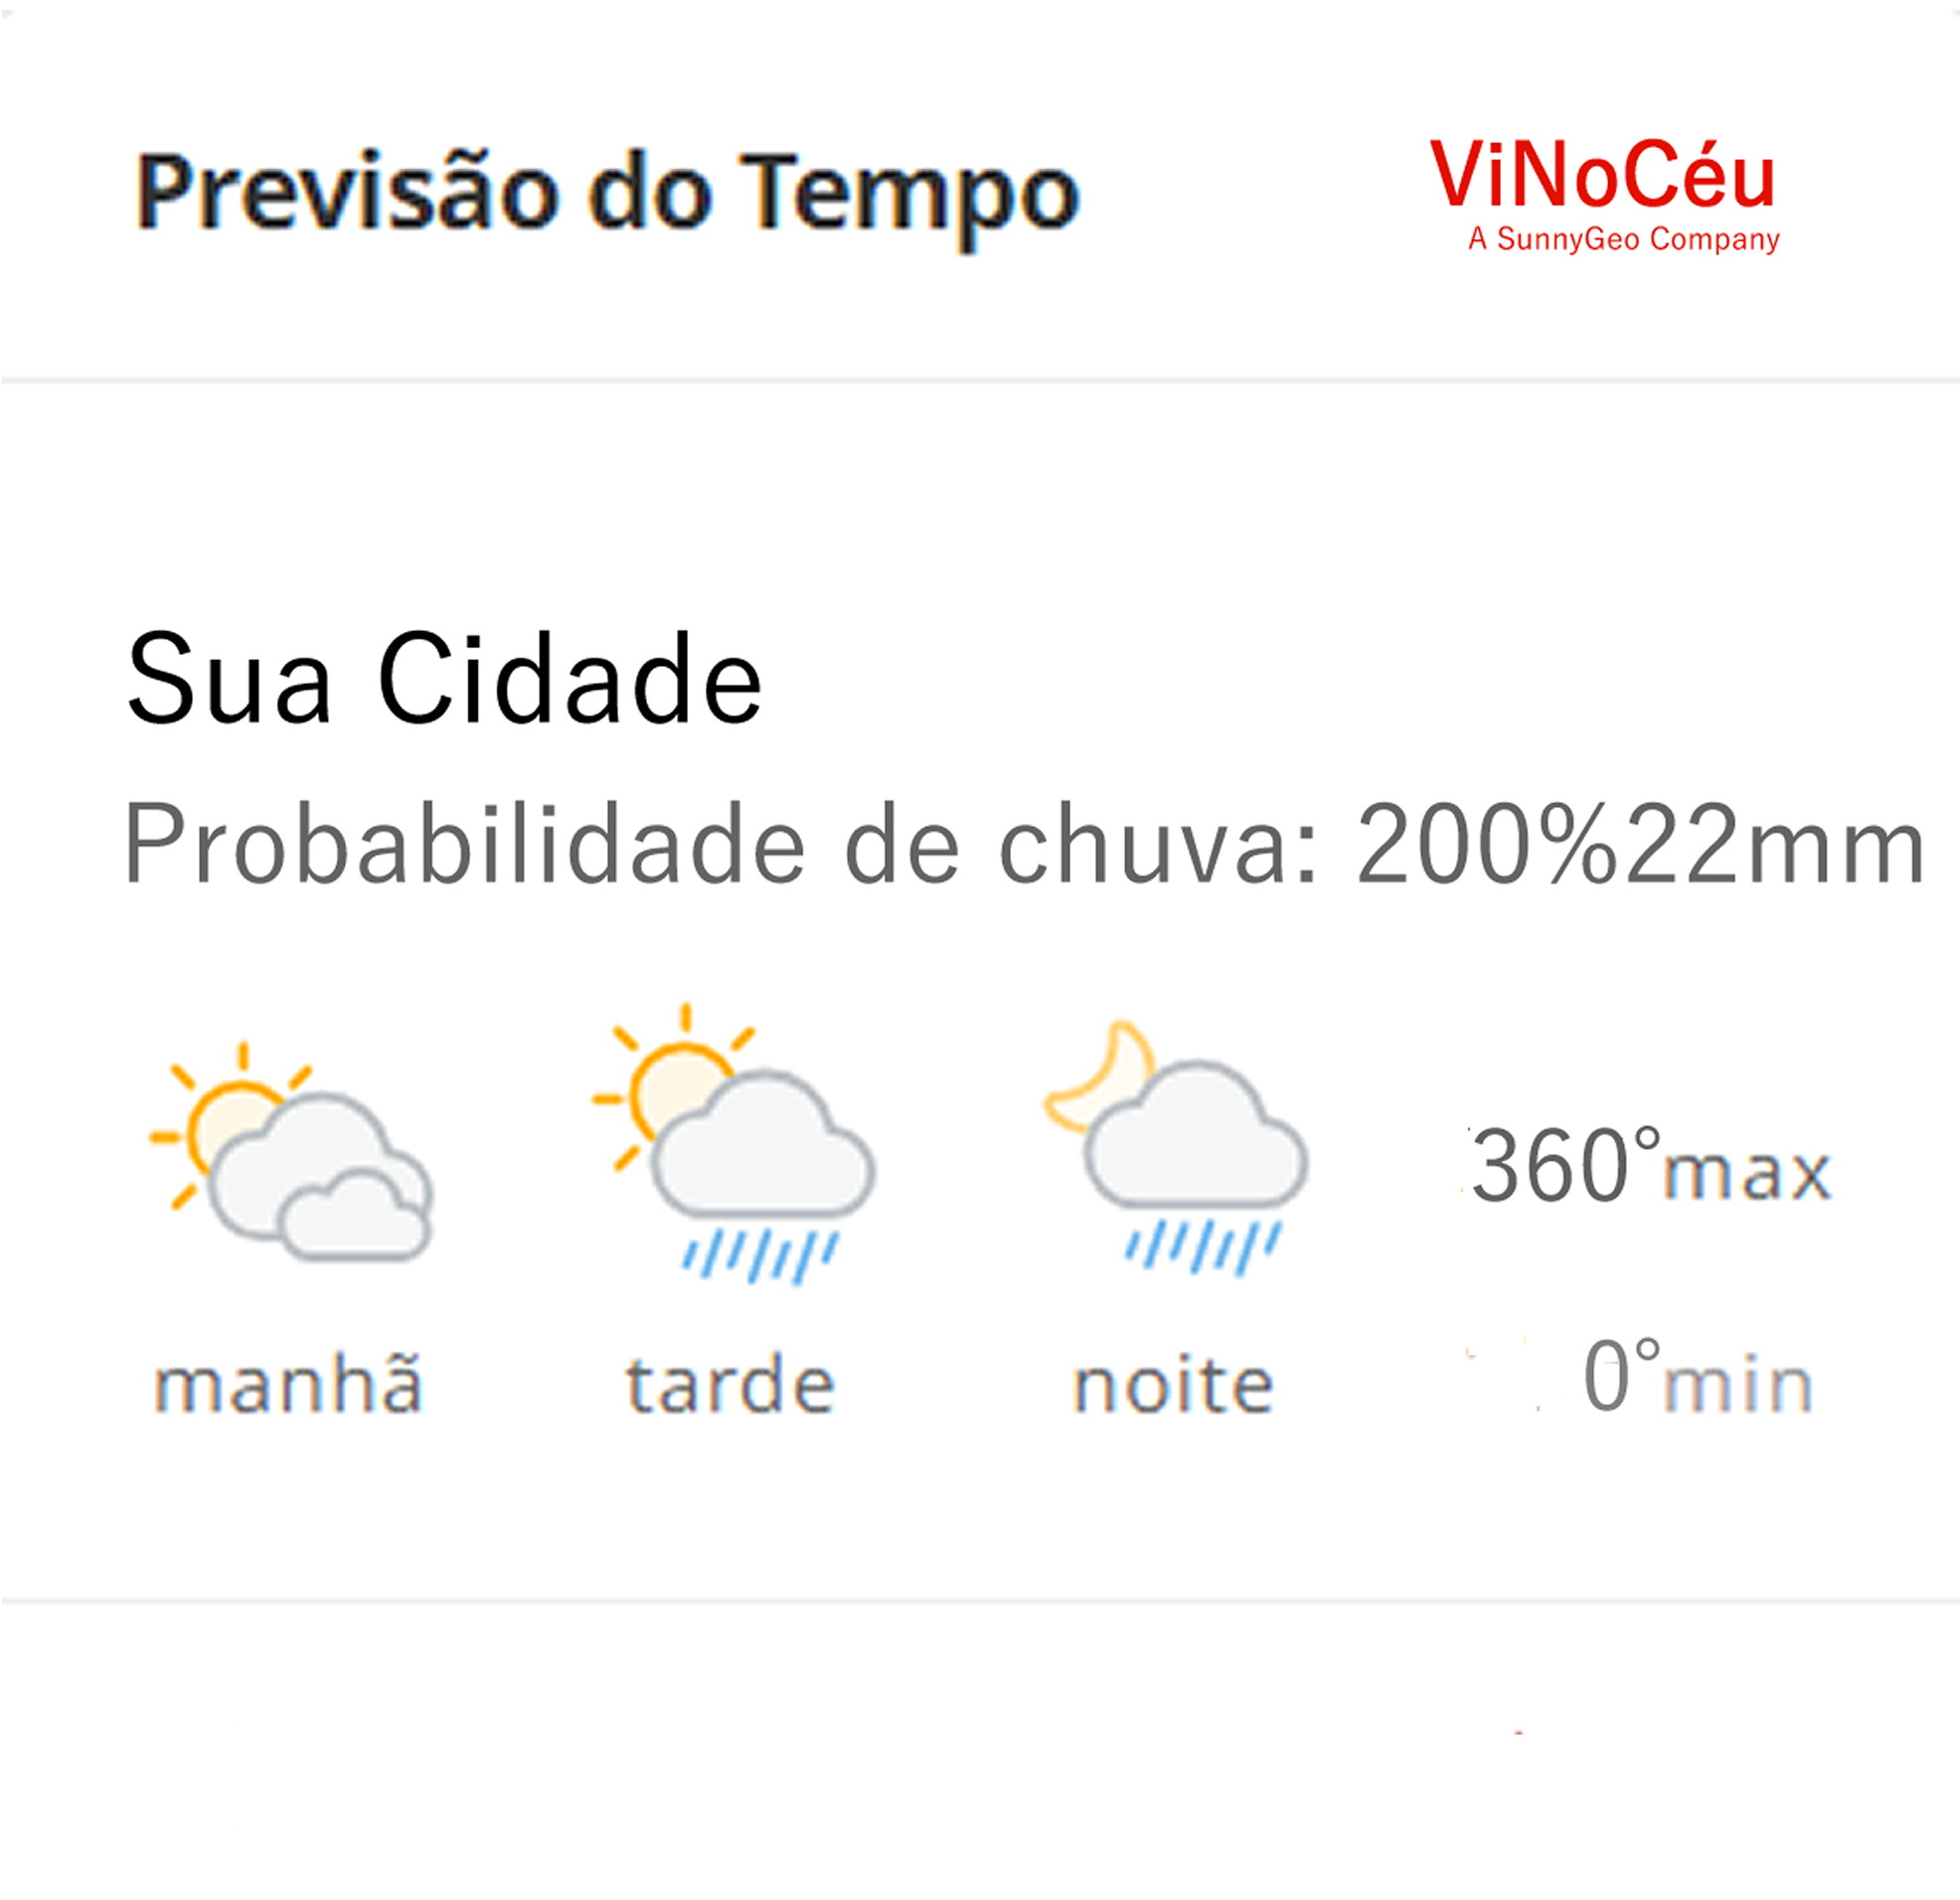 Previsão do Tempo
ViNoCéu
A SunnyGeo Company
Sua Cidade
Probabilidade de chuva: 200%22mm
360°max
manhã tarde noite 0°min